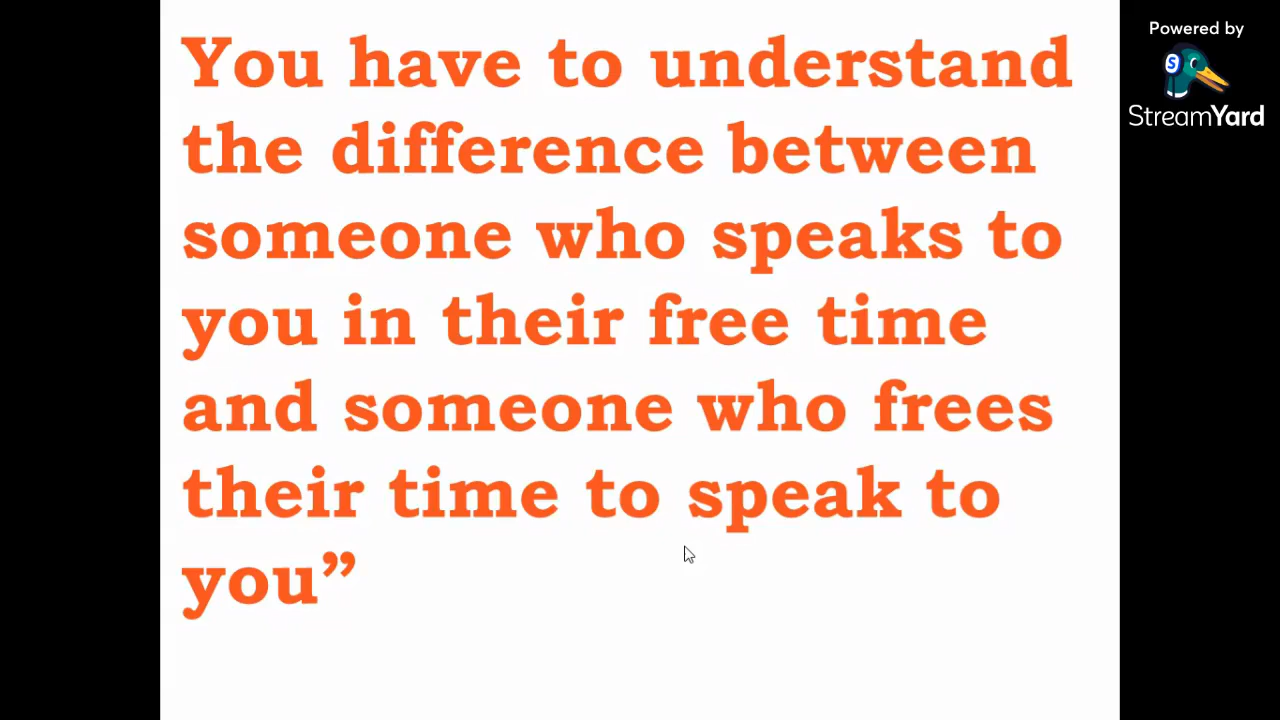 You have to understand
the difference between
someone who speaks to
you in their free time
and someone who frees
their time to speak to
you”
Powered by
S
StreamYard